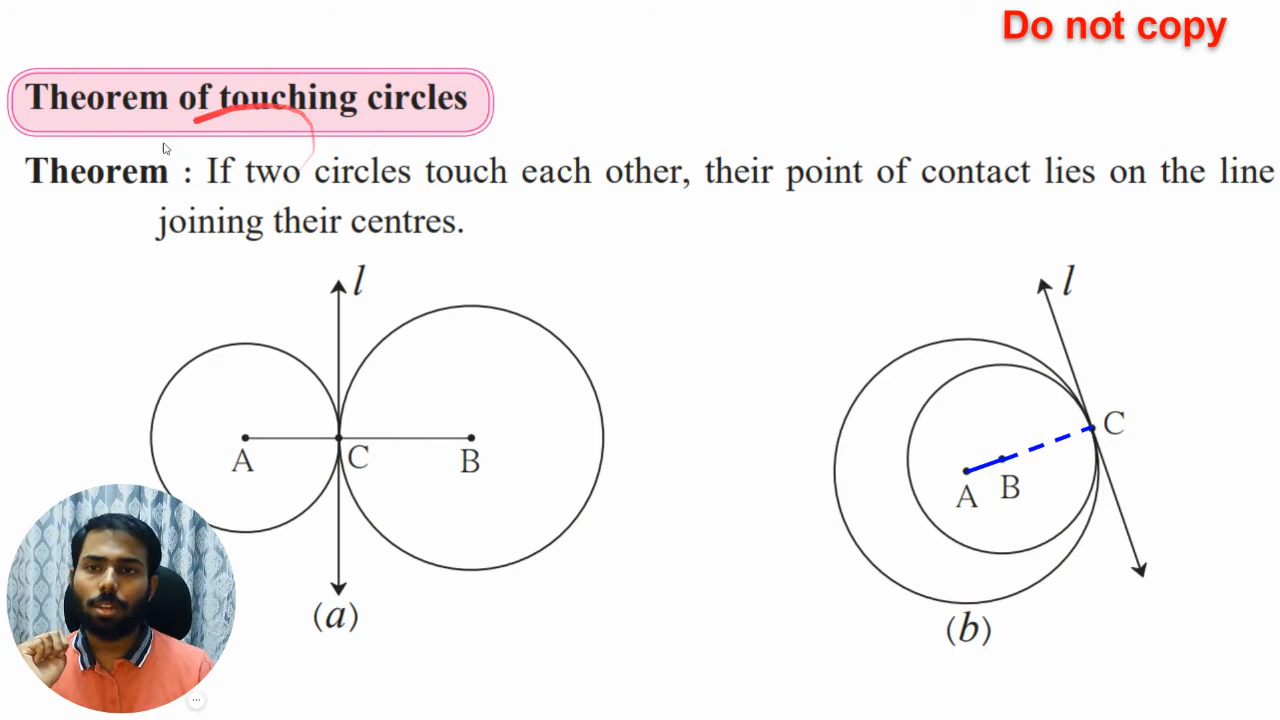 Do not copy
Theorem of touching circles
Theorem : If two circles touch each other, their point of contact lies on the line
joining their centres.
l
l
A
C
B
A
B
C
(a)
(b)